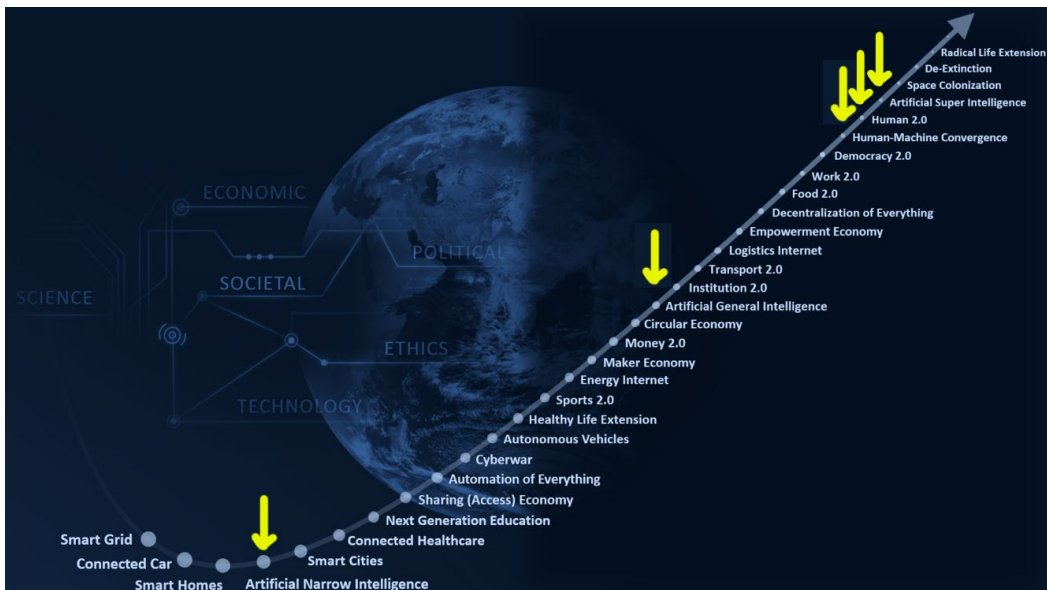 Radical Life Extension
De-Extinction
Space Colonization
Artificial Super Intelligence
Human 2.0
Human-Machine Convergence
Democracy 2.0
Work 2.0
Food 2.0
Decentralization of Everything
Empowerment Economy
Logistics Internet
Transport 2.0
Institution 2.0
Artificial General Intelligence
Circular Economy
Money 2.0
Maker Economy
Energy Internet
Sports 2.0
Healthy Life Extension
Autonomous Vehicles
Cyberwar
Automation of Everything
Sharing (Access) Economy
Next Generation Education
Connected Healthcare
Smart Cities
Artificial Narrow Intelligence
Smart Homes
Connected Car
Smart Grid
ECONOMIC
POLITICAL
SOCIETAL
SCIENCE
ETHICS
TECHNOLOGY